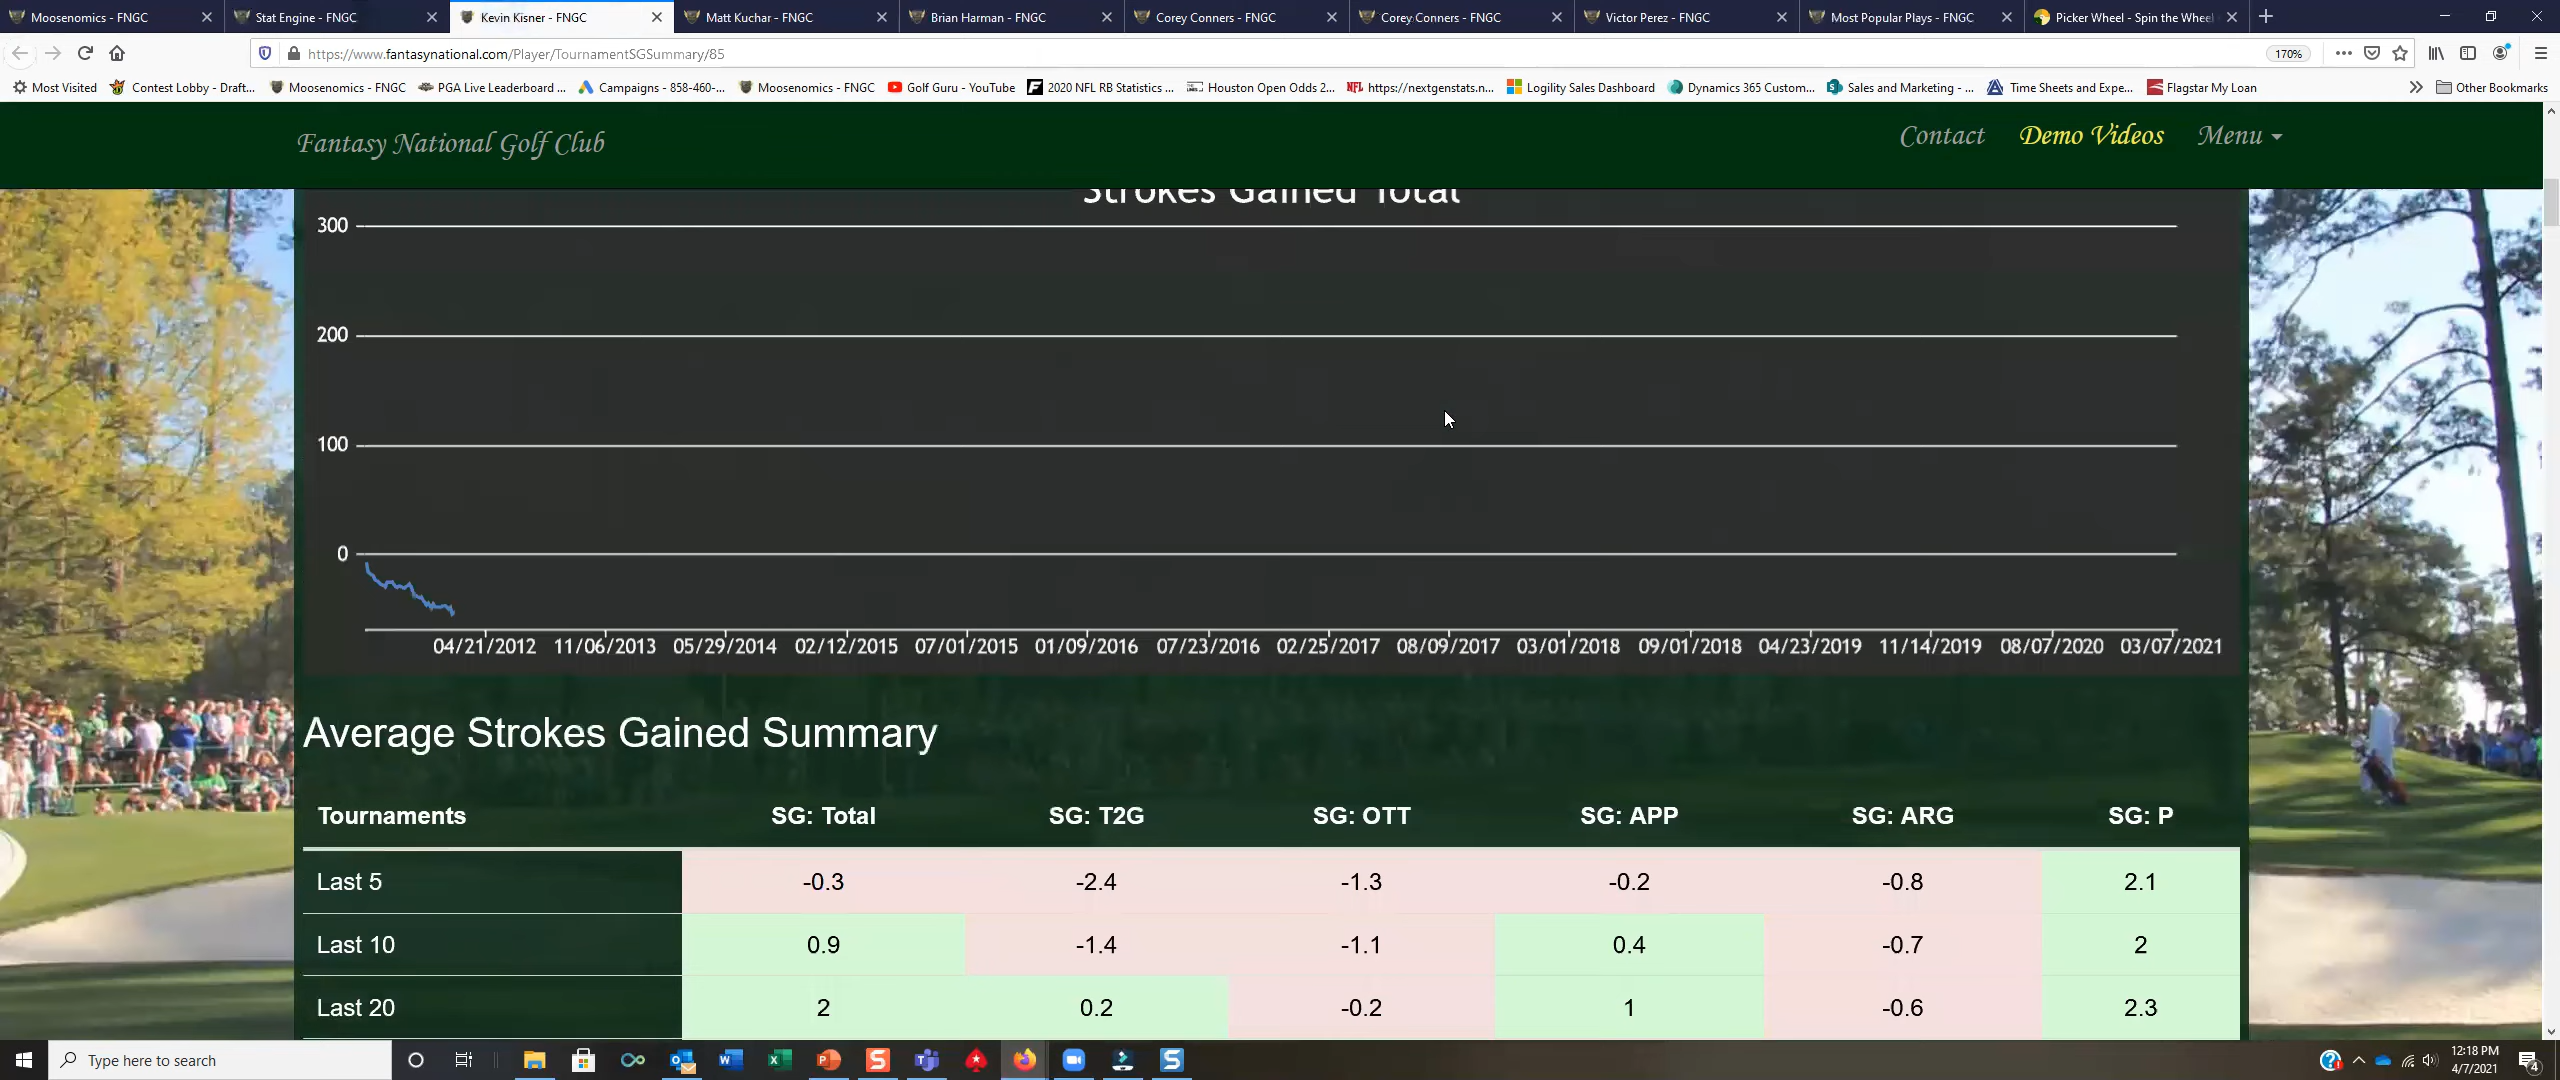 Moosenomics - FNGC
Stat Engine - FNGC
Kevin Kisner - FNGC
Matt Kuchar - FNGC
Brian Harman - FNGC
Corey Conners - FNGC
Corey Conners - FNGC
Victor Perez - FNGC
Most Popular Plays - FNGC
Picker Wheel - Spin the Wheel
https://www.fantasynational.com/Player/TournamentSGSummary/85
170%
Most Visited
Contest Lobby - Draft...
Moosenomics - FNGC
PGA Live Leaderboard ...
Campaigns - 858-460-...
Moosenomics - FNGC
Golf Guru - YouTube
2020 NFL RB Statistics ...
Houston Open Odds 2...
https://nextgenstats.n...
Logility Sales Dashboard
Dynamics 365 Custom...
Sales and Marketing - ...
Time Sheets and Expe...
Flagstar My Loan
Other Bookmarks
Fantasy National Golf Club
Contact
Demo Videos
Menu
Strokes Gained Total
300
200
100
0
04/21/2012 11/06/2013 05/29/2014 02/12/2015 07/01/2015 01/09/2016 07/23/2016 02/25/2017 08/09/2017 03/01/2018 09/01/2018 04/23/2019 11/14/2019 08/07/2020 03/07/2021
Average Strokes Gained Summary
Tournaments SG: Total SG: T2G SG: OTT SG: APP SG: ARG SG: P
Last 5 -0.3 -2.4 -1.3 -0.2 -0.8 2.1
Last 10 0.9 -1.4 -1.1 0.4 -0.7 2
Last 20 2 0.2 -0.2 1 -0.6 2.3
Type here to search
12:18 PM
4/7/2021